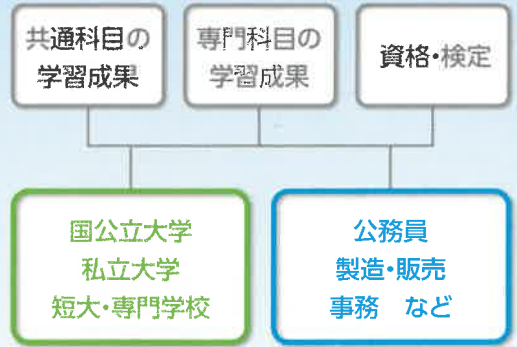 共通科目の
学習成果
専門科目の
学習成果
資格・検定
国公立大学
私立大学
短大・専門学校
公務員
製造・販売
事務　など